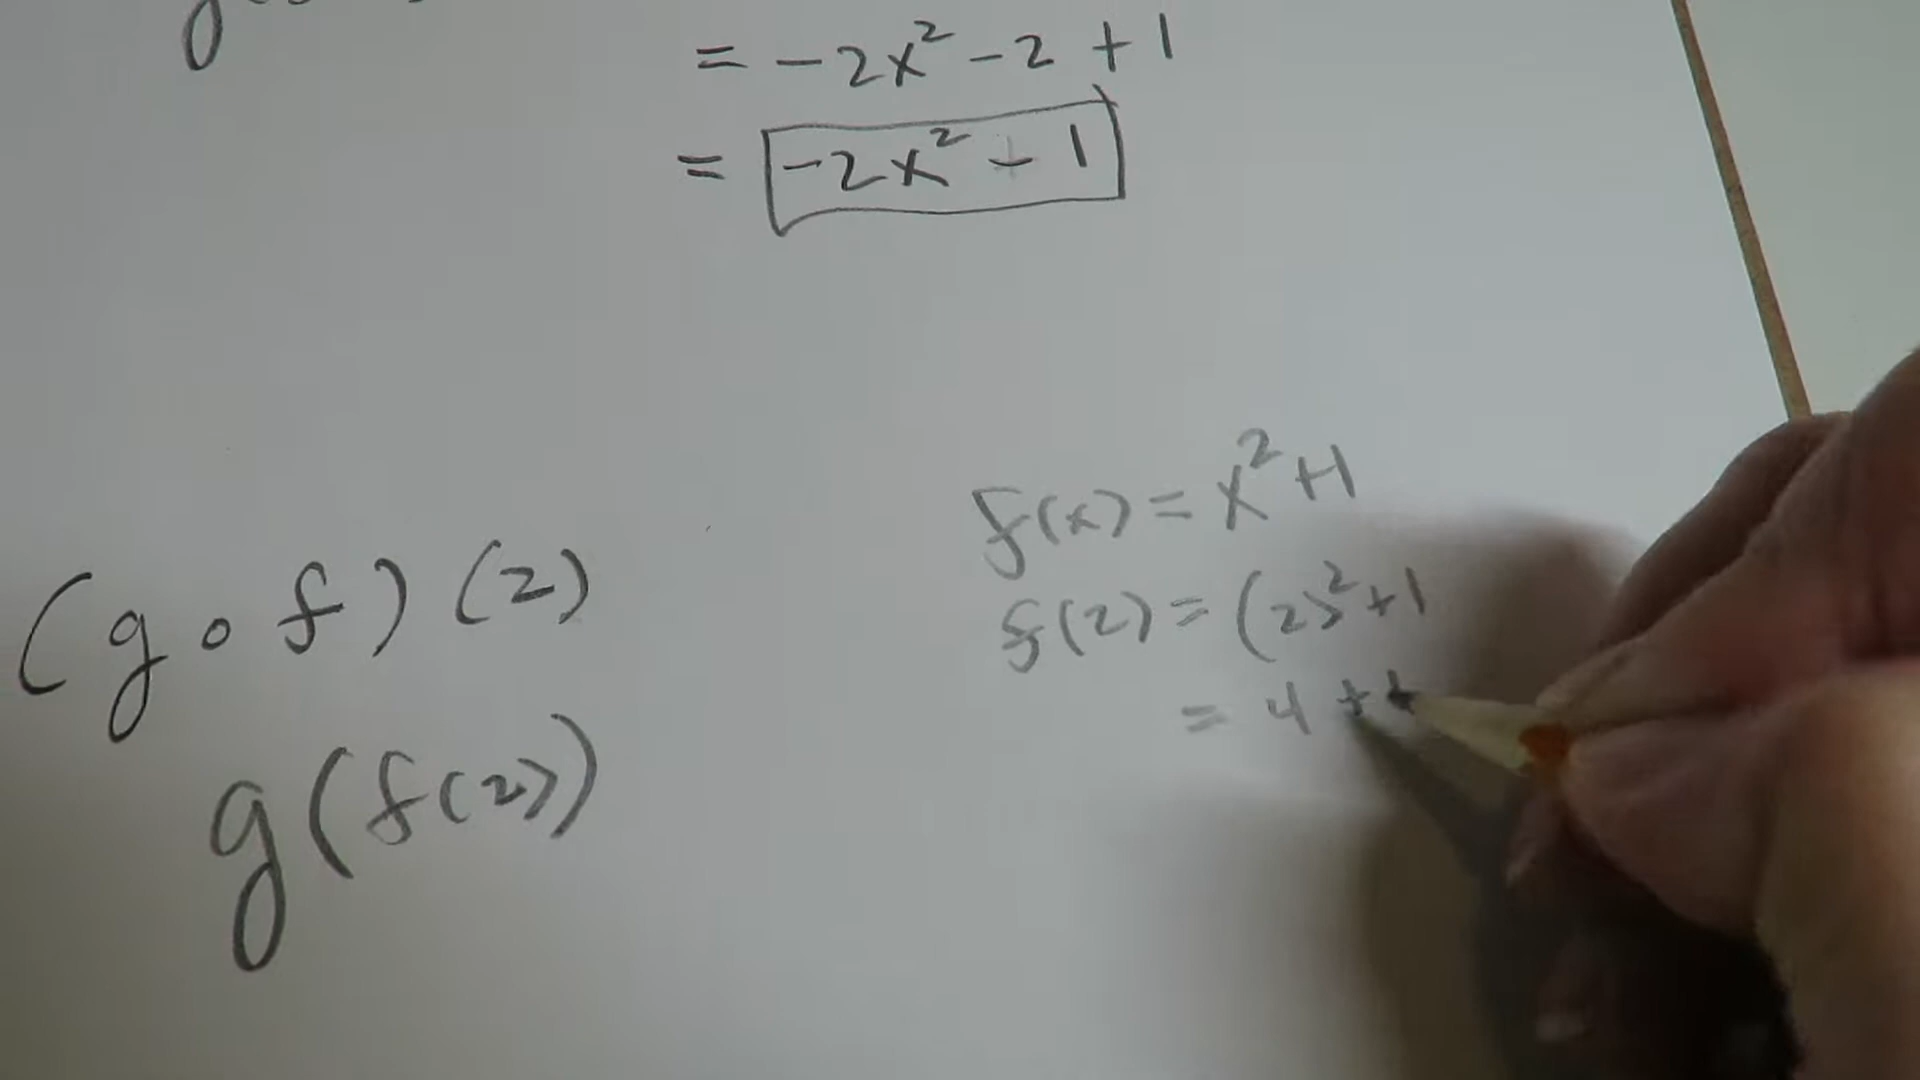 = -2x² - 2 + 1
= -2x² - 1
f(x) = x² + 1
f(2) = (2)² + 1
= 4 +
(g ∘ f)(2)
g(f(2))